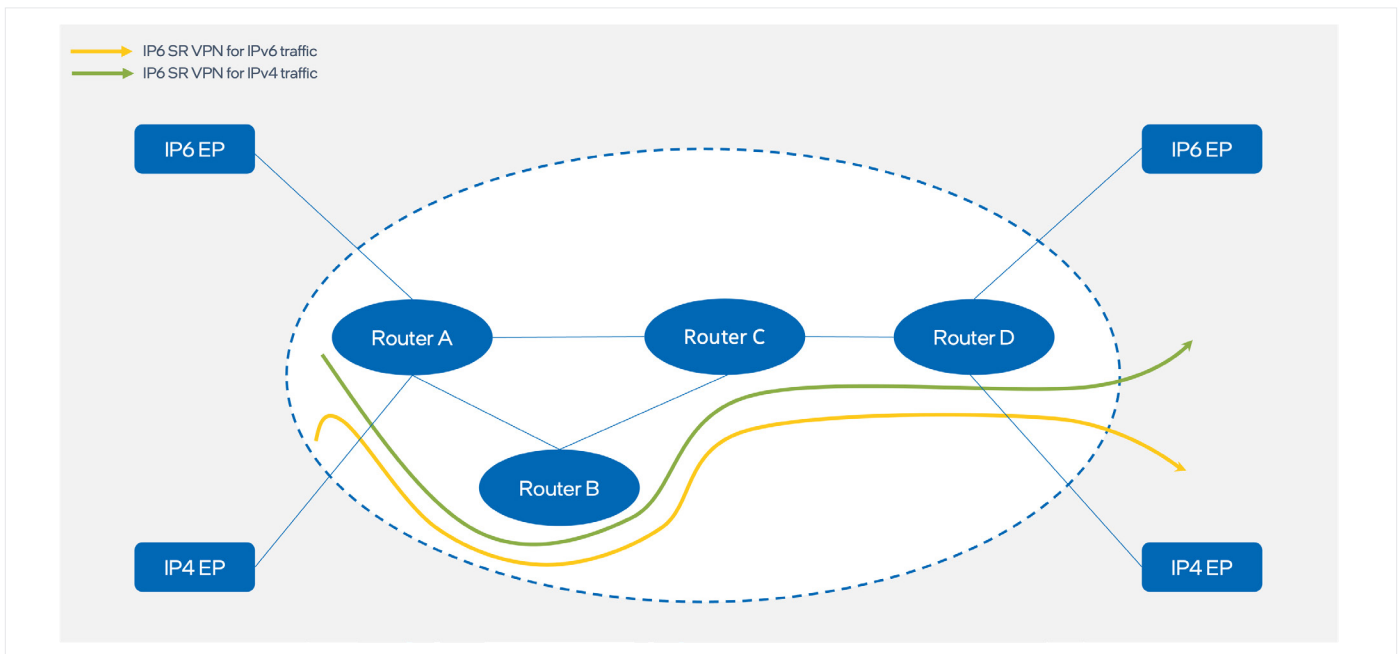 IP6 SR VPN for IPv6 traffic
IP6 SR VPN for IPv4 traffic
IP6 EP
IP6 EP
Router A
Router C
Router D
Router B
IP4 EP
IP4 EP